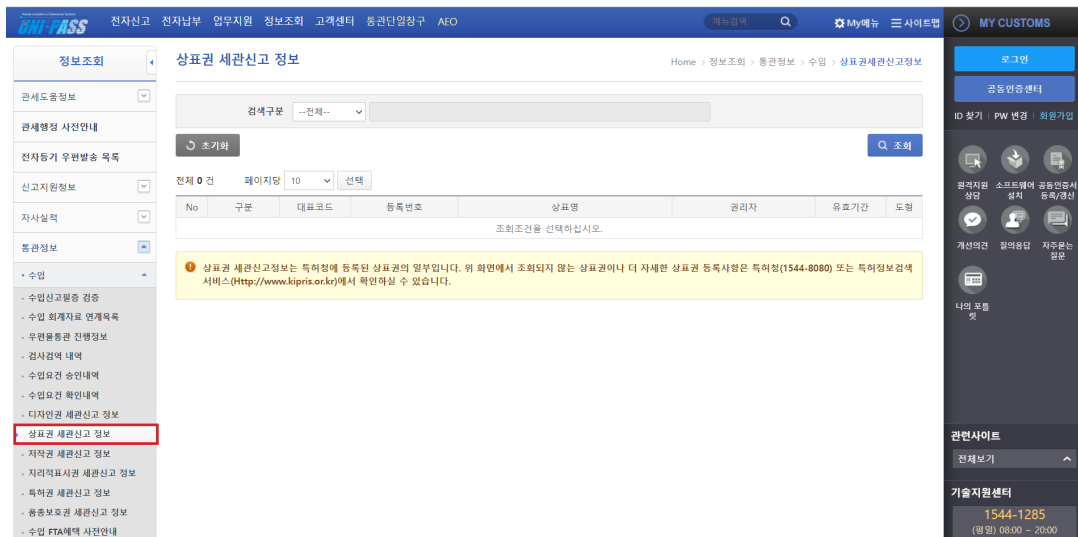 UNI-PASS 전자신고 전자납부 업무지원 정보조회 고객센터 통관단일창구 AEO 메뉴검색 My메뉴 사이트맵
MY CUSTOMS
로그인
공동인증센터
ID 찾기 | PW 변경 | 회원가입
원격지원 상담
소프트웨어 설치
공동인증서 등록/갱신
개선의견
질의응답
자주묻는 질문
나의 포틀릿
관련사이트
전체보기
기술지원센터
1544-1285
(평일) 08:00 ~ 20:00
정보조회
관세도움정보
관세행정 사전안내
전자등기 우편발송 목록
신고지원정보
자사실적
통관정보
수입
수입신고필증 검증
수입 회계자료 연계목록
우편물통관 진행정보
검사검역 내역
수입요건 승인내역
수입요건 확인내역
디자인권 세관신고 정보
상표권 세관신고 정보
저작권 세관신고 정보
지리적표시권 세관신고 정보
특허권 세관신고 정보
품종보호권 세관신고 정보
수입 FTA혜택 사전안내
상표권 세관신고 정보
Home > 정보조회 > 통관정보 > 수입 > 상표권세관신고정보
검색구분 --전체--
초기화
조회
전체 0 건 페이지당 10 선택
No 구분 대표코드 등록번호 상표명 권리자 유효기간 도형
조회조건을 선택하십시오.
상표권 세관신고정보는 특허청에 등록된 상표권의 일부입니다. 위 화면에서 조회되지 않는 상표권이나 더 자세한 상표권 등록사항은 특허청(1544-8080) 또는 특허정보검색
서비스(Http://www.kipris.or.kr)에서 확인하실 수 있습니다.